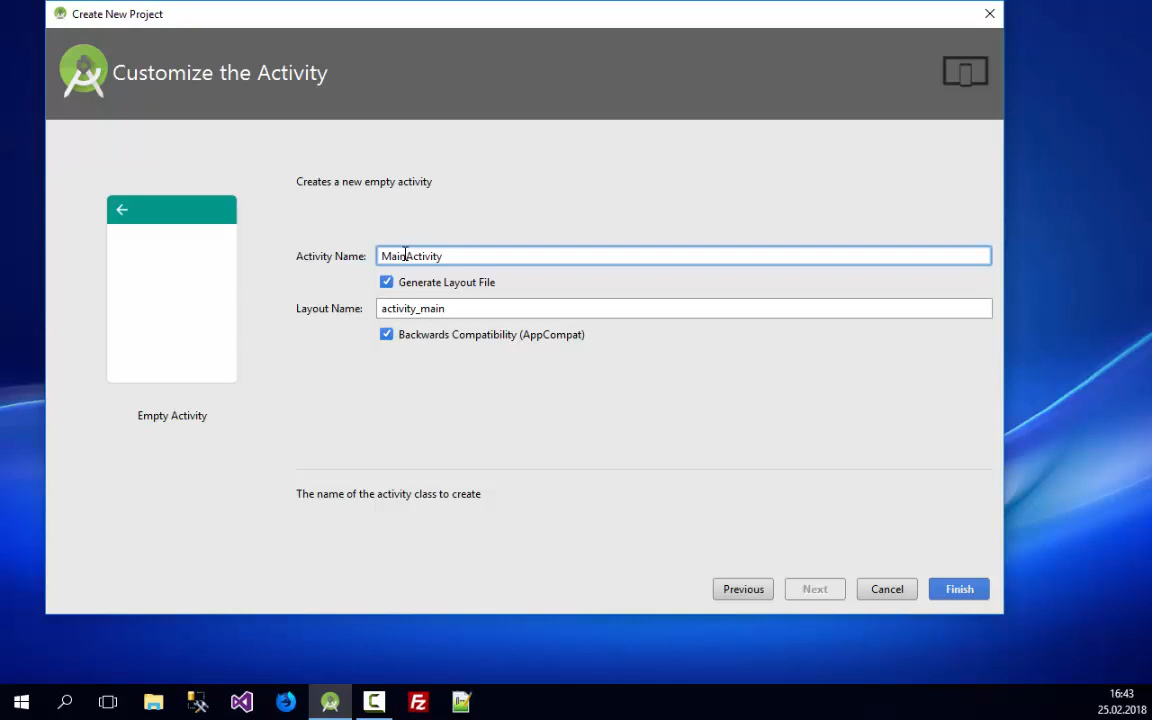 Create New Project
Customize the Activity
Creates a new empty activity
Activity Name: MainActivity
Generate Layout File
Layout Name: activity_main
Backwards Compatibility (AppCompat)
Empty Activity
The name of the activity class to create
Previous Next Cancel Finish
16:43
25.02.2018